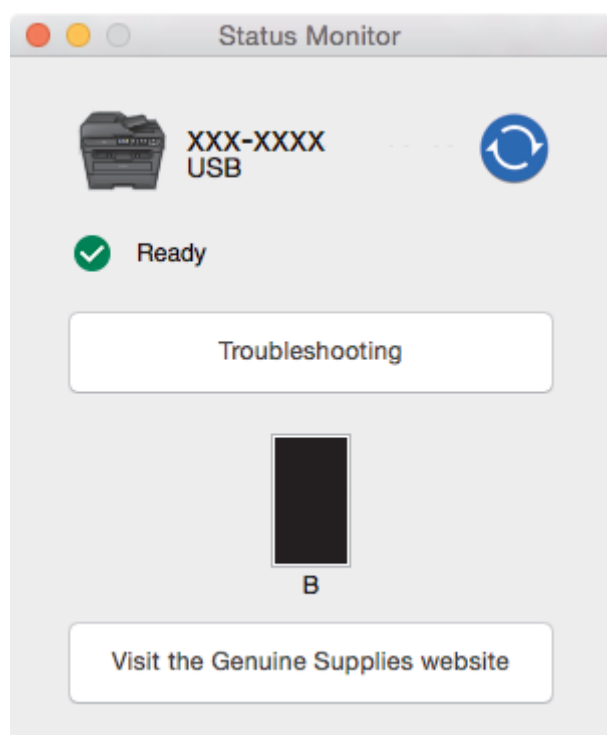 Status Monitor
XXX-XXXX
USB
Ready
Troubleshooting
B
Visit the Genuine Supplies website